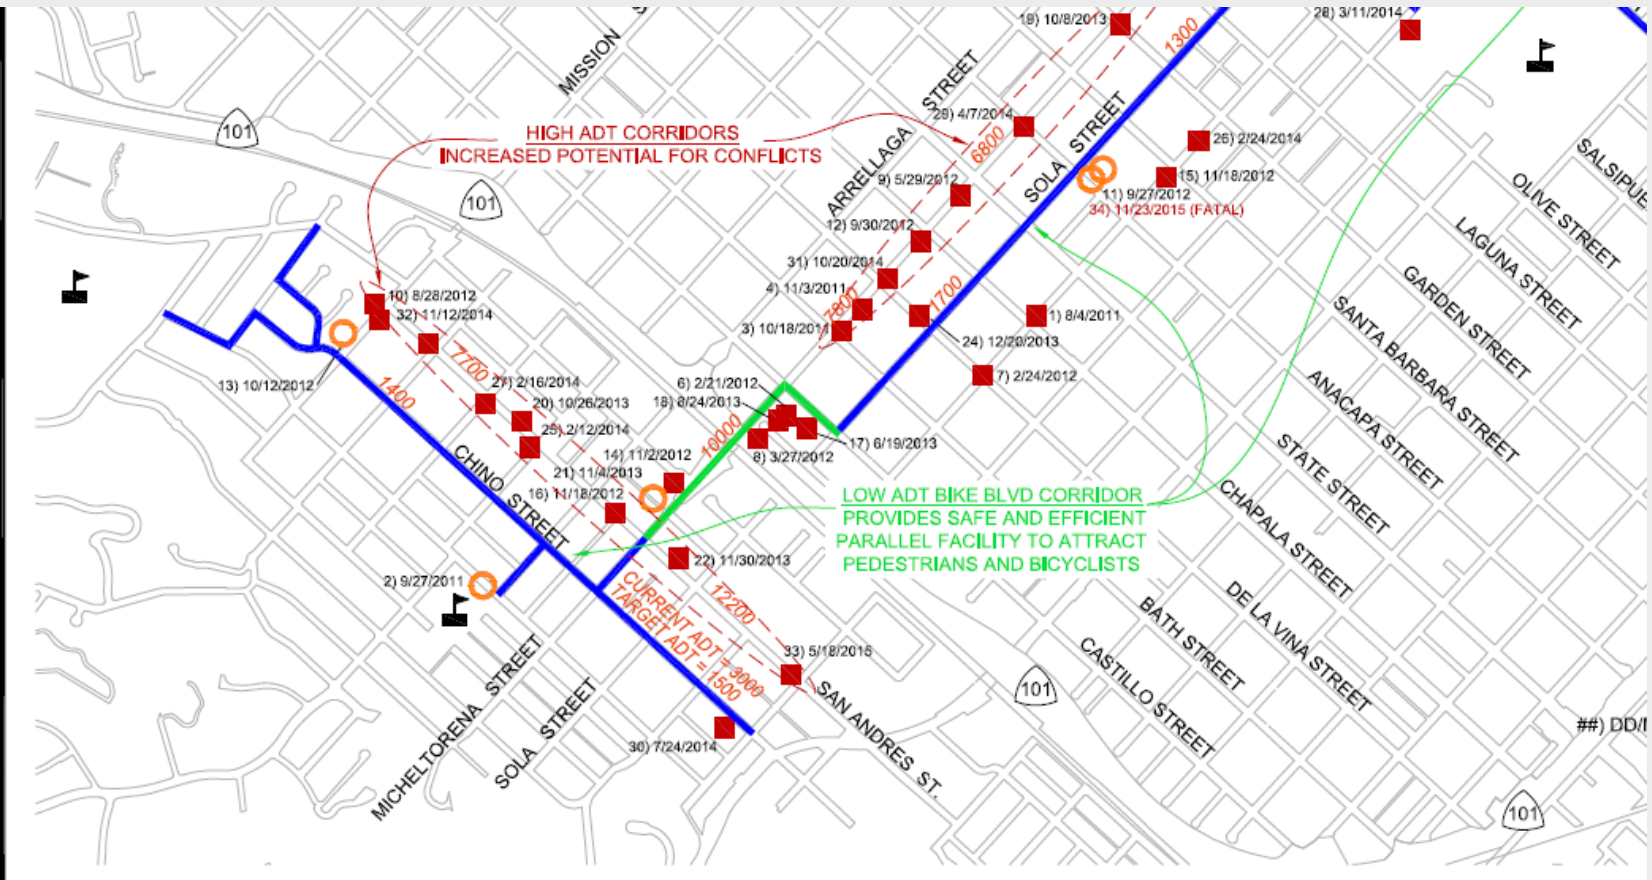 19) 10/8/2013
28) 3/11/2014
1300
MISSION
STREET
ARRELLAGA
29) 4/7/2014
6800
SOLA STREET
26) 2/24/2014
15) 11/18/2012
11) 9/27/2012
34) 11/23/2015 (FATAL)
101
HIGH ADT CORRIDORS
INCREASED POTENTIAL FOR CONFLICTS
101
9) 5/29/2012
12) 9/30/2012
31) 10/20/2014
4) 11/3/2011
7800
3) 10/18/2011
1700
1) 8/4/2011
24) 12/20/2013
7) 2/24/2012
OLIVE STREET
LAGUNA STREET
GARDEN STREET
SANTA BARBARA STREET
ANACAPA STREET
STATE STREET
CHAPALA STREET
DE LA VINA STREET
BATH STREET
CASTILLO STREET
10) 8/28/2012
32) 11/12/2014
13) 10/12/2012
1400
7700
27) 2/16/2014
20) 10/26/2013
25) 2/12/2014
6) 2/21/2012
18) 8/24/2013
10000
17) 6/19/2013
8) 3/27/2012
14) 11/2/2012
21) 11/4/2013
16) 11/18/2012
CHINO STREET
LOW ADT BIKE BLVD CORRIDOR
PROVIDES SAFE AND EFFICIENT
PARALLEL FACILITY TO ATTRACT
PEDESTRIANS AND BICYCLISTS
22) 11/30/2013
2) 9/27/2011
CURRENT ADT = 3000
TARGET ADT = 1500
12200
33) 5/18/2015
30) 7/24/2014
MICHELTORENA STREET
SOLA STREET
SAN ANDRES ST.
101
101
##) DD/